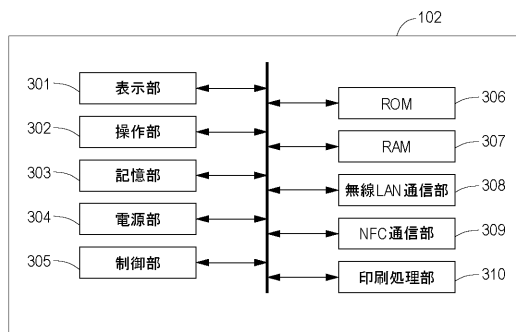 102
301 表示部
302 操作部
303 記憶部
304 電源部
305 制御部
ROM 306
RAM 307
無線LAN通信部 308
NFC通信部 309
印刷処理部 310